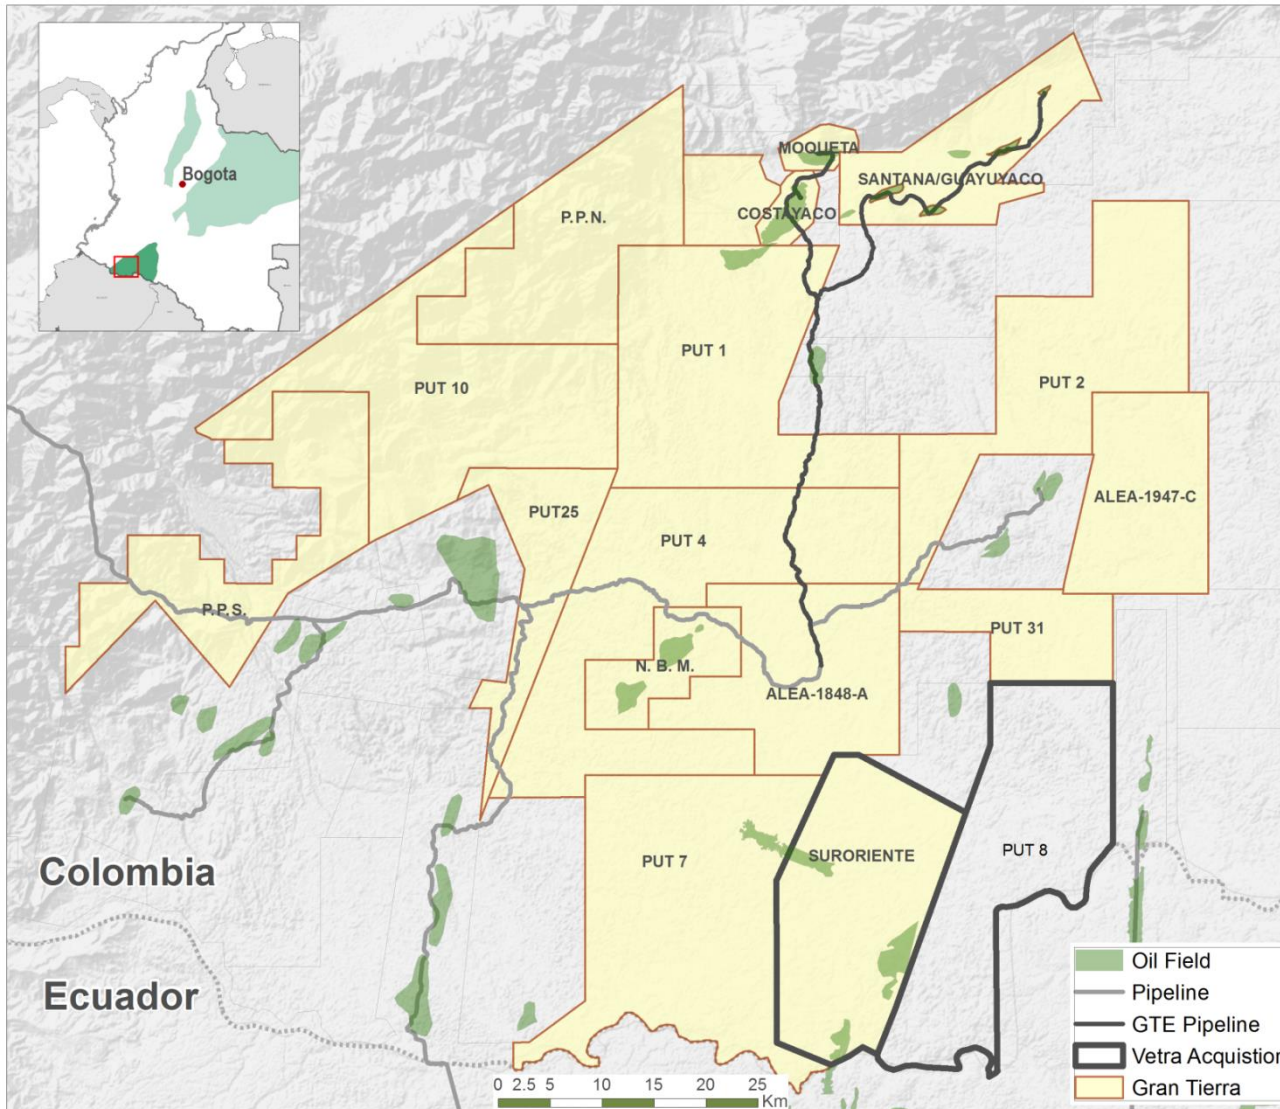 Bogota
MOQUETA
SANTANA/GUAYUYACO
P.P.N.
COSTAYACO
PUT 1
PUT 10
PUT 2
ALEA-1947-C
PUT25
PUT 4
P.P.S.
PUT 31
N. B. M.
ALEA-1848-A
SURORIENTE
PUT 7
PUT 8
Colombia
Ecuador
Oil Field
Pipeline
GTE Pipeline
Vetra Acquistion
Gran Tierra
0 2.5 5 10 15 20 25
Km